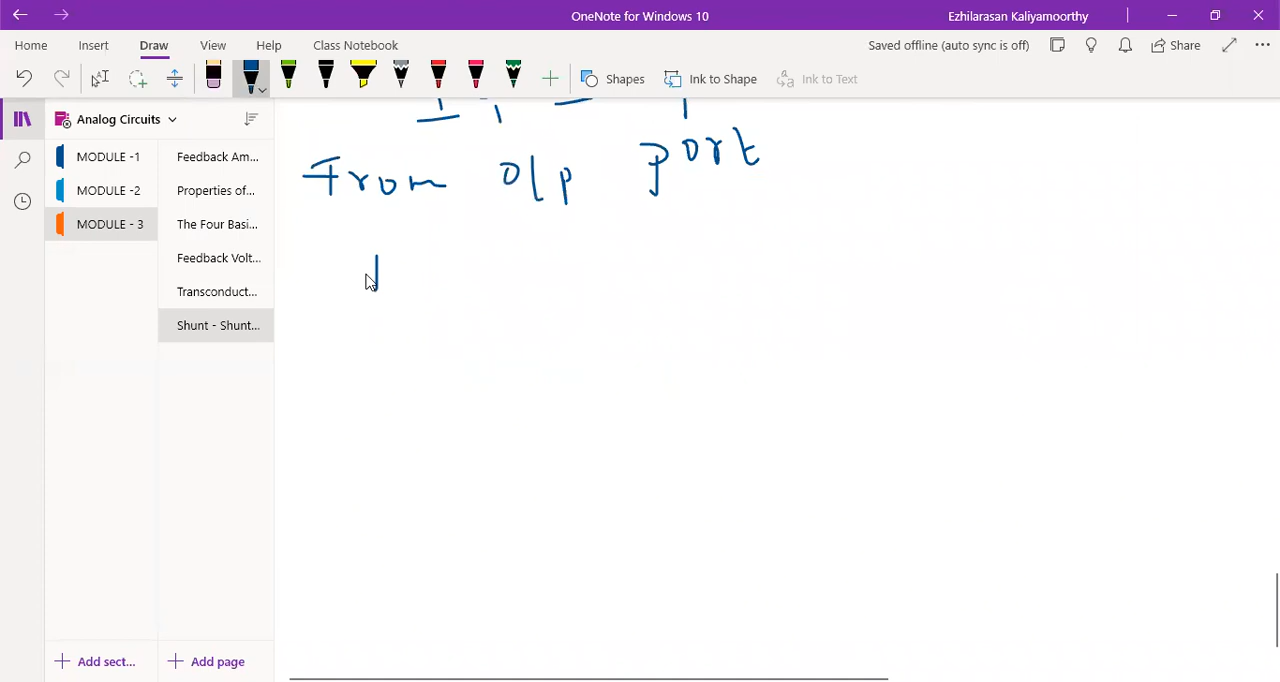 OneNote for Windows 10
Ezhilarasan Kaliyamoorthy
Home Insert Draw View Help Class Notebook
Saved offline (auto sync is off)
Share
Shapes
Ink to Shape
Ink to Text
Analog Circuits
MODULE -1
MODULE -2
MODULE - 3
Feedback Am...
Properties of...
The Four Basi...
Feedback Volt...
Transconduct...
Shunt - Shunt...
From o/p port
+ Add sect...
+ Add page